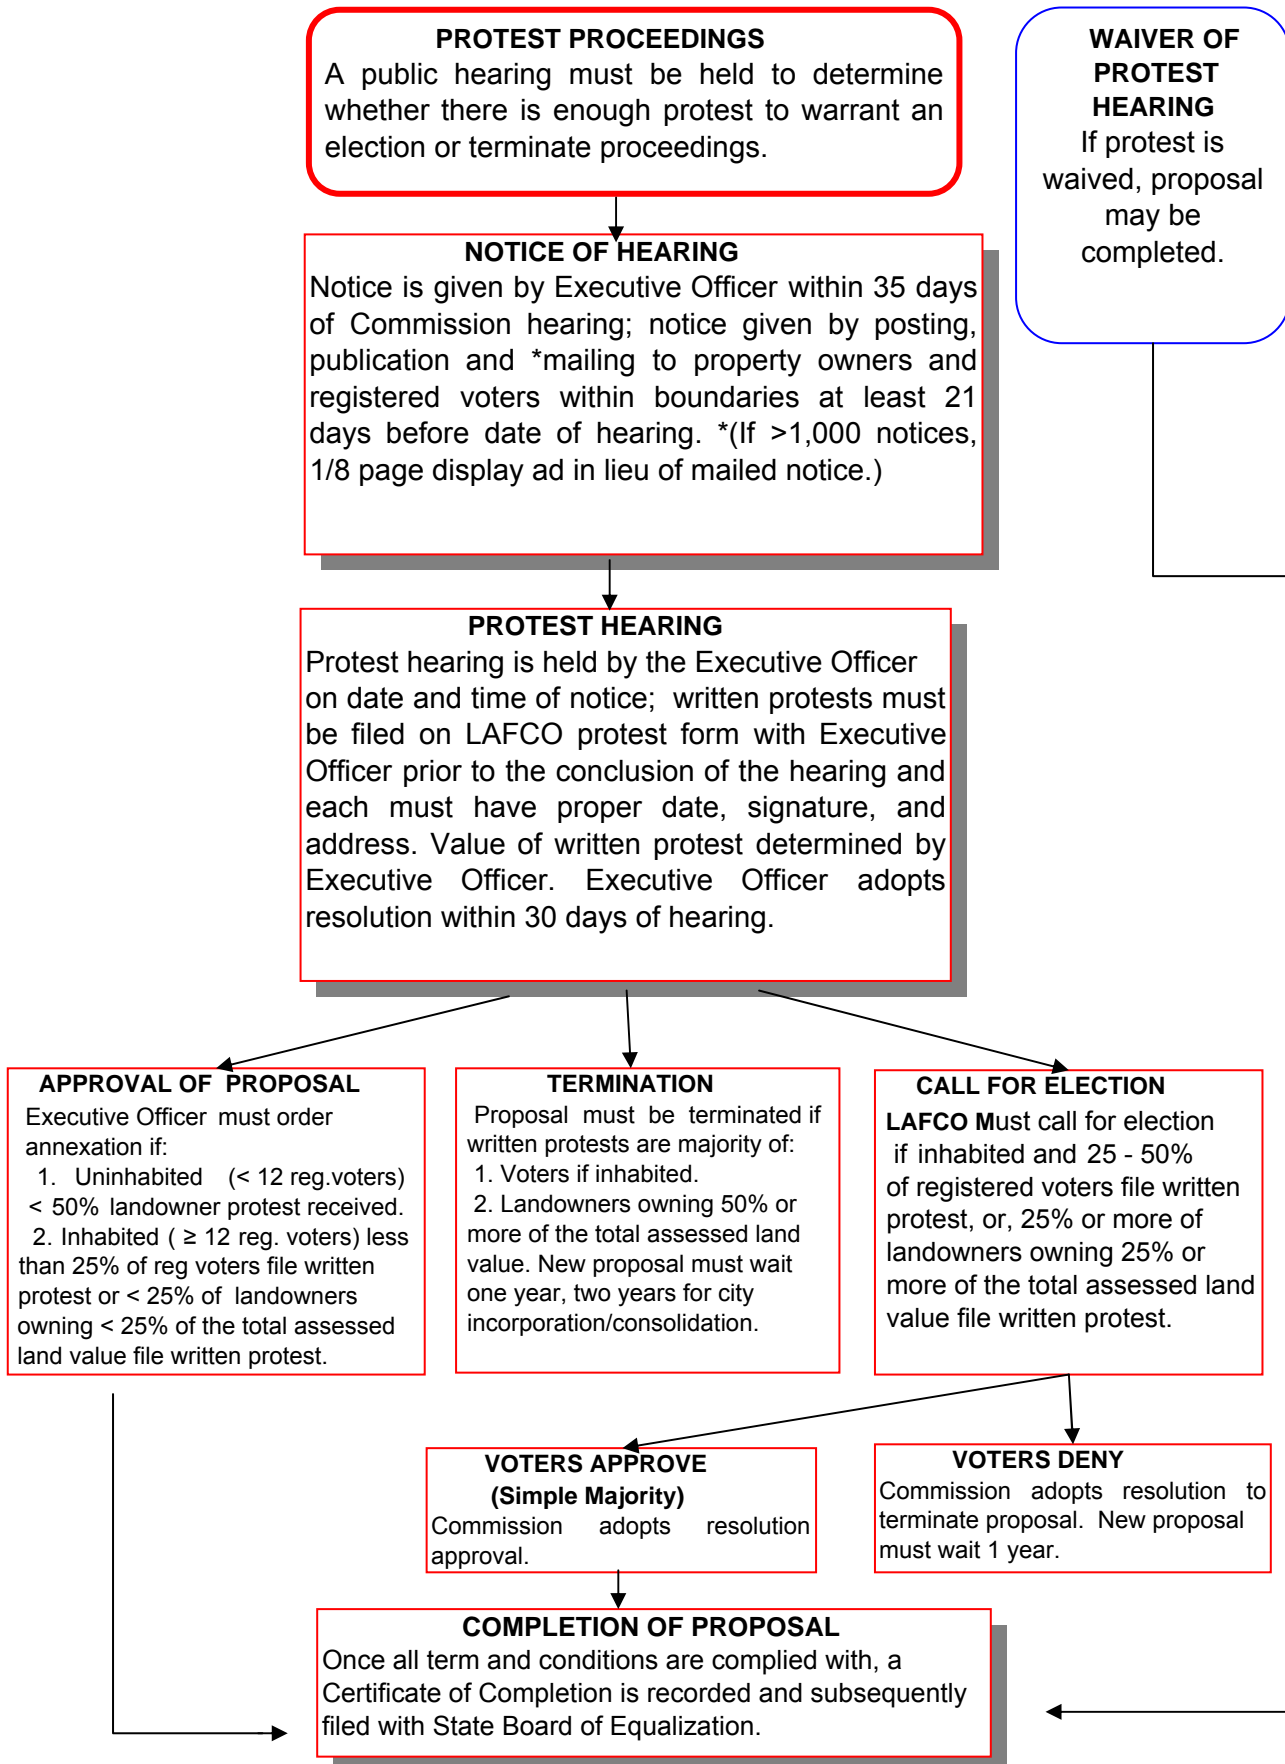 PROTEST PROCEEDINGS
A public hearing must be held to determine
whether there is enough protest to warrant an
election or terminate proceedings.
WAIVER OF
PROTEST
HEARING
If protest is
waived, proposal
may be
completed.
NOTICE OF HEARING
Notice is given by Executive Officer within 35 days
of Commission hearing; notice given by posting,
publication and *mailing to property owners and
registered voters within boundaries at least 21
days before date of hearing. *(If >1,000 notices,
1/8 page display ad in lieu of mailed notice.)
PROTEST HEARING
Protest hearing is held by the Executive Officer
on date and time of notice; written protests must
be filed on LAFCO protest form with Executive
Officer prior to the conclusion of the hearing and
each must have proper date, signature, and
address. Value of written protest determined by
Executive Officer. Executive Officer adopts
resolution within 30 days of hearing.
APPROVAL OF PROPOSAL
Executive Officer must order
annexation if:
1. Uninhabited (< 12 reg.voters)
< 50% landowner protest received.
2. Inhabited ( ≥ 12 reg. voters) less
than 25% of reg voters file written
protest or < 25% of landowners
owning < 25% of the total assessed
land value file written protest.
TERMINATION
Proposal must be terminated if
written protests are majority of:
1. Voters if inhabited.
2. Landowners owning 50% or
more of the total assessed land
value. New proposal must wait
one year, two years for city
incorporation/consolidation.
CALL FOR ELECTION
LAFCO Must call for election
if inhabited and 25 - 50%
of registered voters file written
protest, or, 25% or more of
landowners owning 25% or
more of the total assessed land
value file written protest.
VOTERS APPROVE
(Simple Majority)
Commission adopts resolution
approval.
VOTERS DENY
Commission adopts resolution to
terminate proposal. New proposal
must wait 1 year.
COMPLETION OF PROPOSAL
Once all term and conditions are complied with, a
Certificate of Completion is recorded and subsequently
filed with State Board of Equalization.